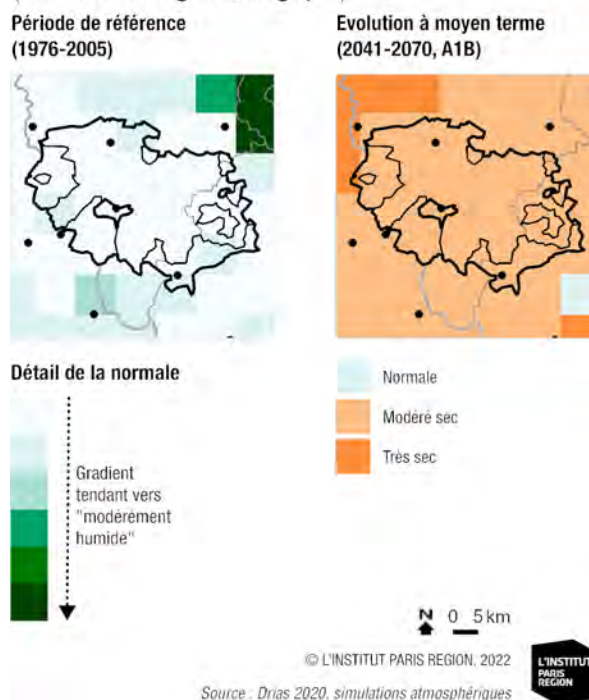 Période de référence
(1976-2005)
Evolution à moyen terme
(2041-2070, A1B)
Détail de la normale
Gradient
tendant vers
"modérément
humide"
Normale
Modéré sec
Très sec
N 0 5 km
© L'INSTITUT PARIS REGION, 2022
L'INSTITUT
PARIS
REGION
Source : Drias 2020, simulations atmosphériques